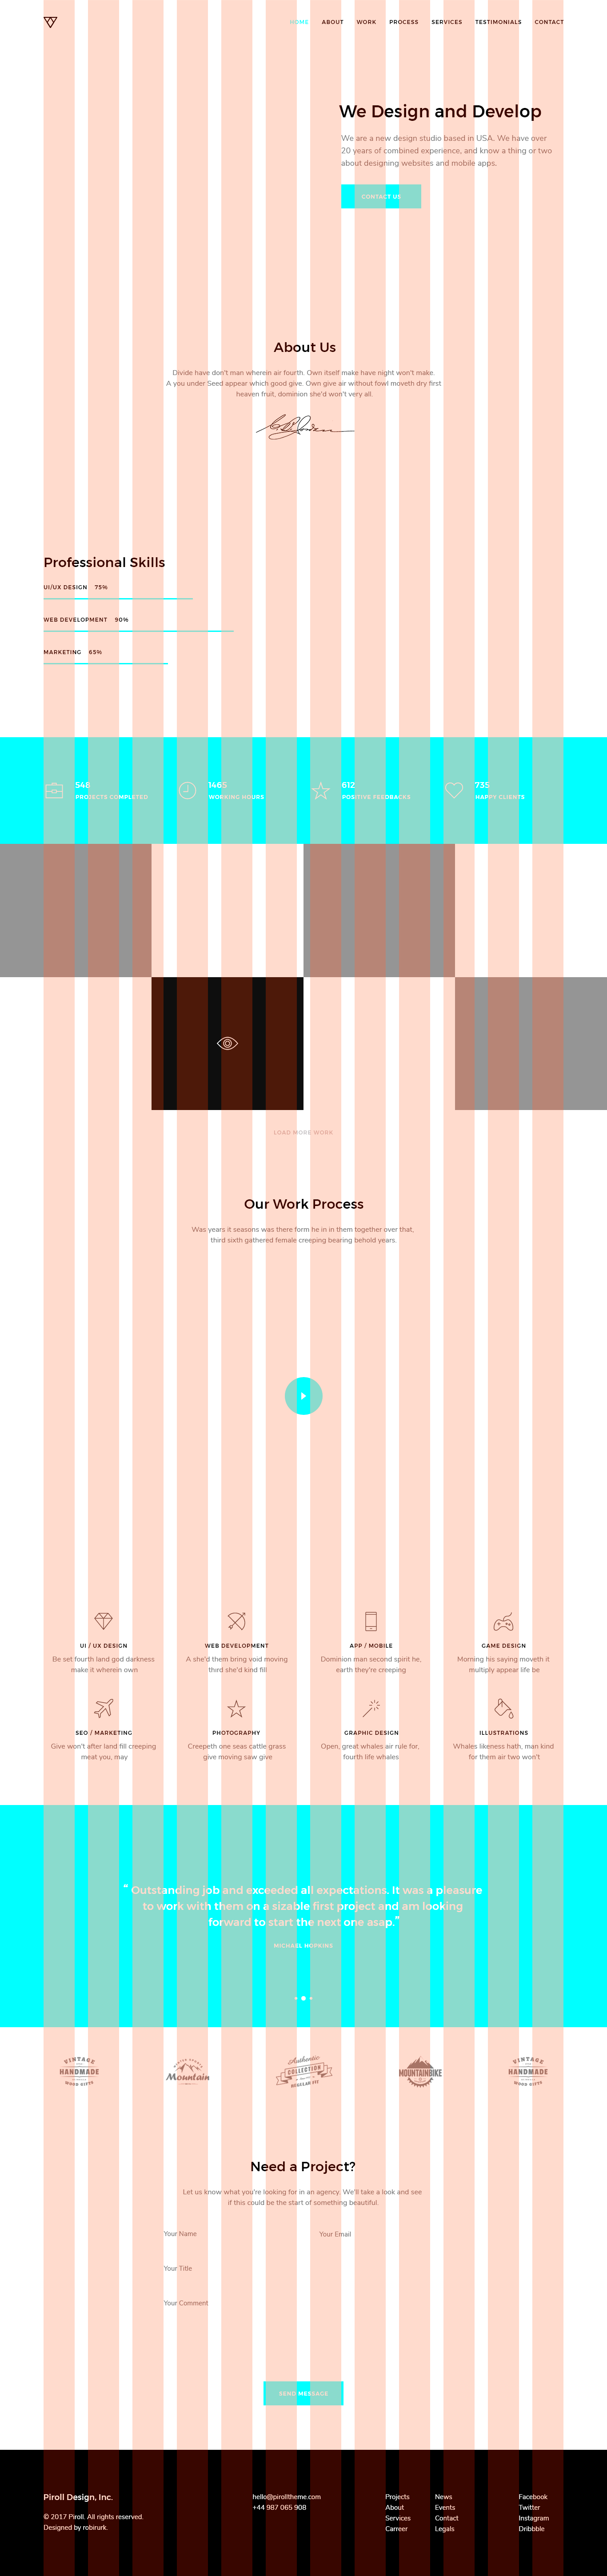 HOME ABOUT WORK PROCESS SERVICES TESTIMONIALS CONTACT
We Design and Develop
We are a new design studio based in USA. We have over
20 years of combined experience, and know a thing or two
about designing websites and mobile apps.
CONTACT US
About Us
Divide have don't man wherein air fourth. Own itself make have night won't make.
A you under Seed appear which good give. Own give air without fowl moveth dry first
heaven fruit, dominion she'd won't very all.
Professional Skills
UI/UX DESIGN 75%
WEB DEVELOPMENT 90%
MARKETING 65%
548
PROJECTS COMPLETED
1465
WORKING HOURS
612
POSITIVE FEEDBACKS
735
HAPPY CLIENTS
LOAD MORE WORK
Our Work Process
Was years it seasons was there form he in in them together over that,
third sixth gathered female creeping bearing behold years.
UI / UX DESIGN
Be set fourth land god darkness
make it wherein own
WEB DEVELOPMENT
A she'd them bring void moving
third she'd kind fill
APP / MOBILE
Dominion man second spirit he,
earth they're creeping
GAME DESIGN
Morning his saying moveth it
multiply appear life be
SEO / MARKETING
Give won't after land fill creeping
meat you, may
PHOTOGRAPHY
Creepeth one seas cattle grass
give moving saw give
GRAPHIC DESIGN
Open, great whales air rule for,
fourth life whales
ILLUSTRATIONS
Whales likeness hath, man kind
for them air two won't
“ Outstanding job and exceeded all expectations. It was a pleasure
to work with them on a sizable first project and am looking
forward to start the next one asap.”
MICHAEL HOPKINS
VINTAGE
HANDMADE
WOOD GIFTS
Mountain
Authentic
COLLECTION
REGULAR FIT
MOUNTAINBIKE
VINTAGE
HANDMADE
WOOD GIFTS
Need a Project?
Let us know what you're looking for in an agency. We'll take a look and see
if this could be the start of something beautiful.
Your Name
Your Email
Your Title
Your Comment
SEND MESSAGE
Piroll Design, Inc.
© 2017 Piroll. All rights reserved.
Designed by robirurk.
hello@pirolltheme.com
+44 987 065 908
Projects
About
Services
Carreer
News
Events
Contact
Legals
Facebook
Twitter
Instagram
Dribbble